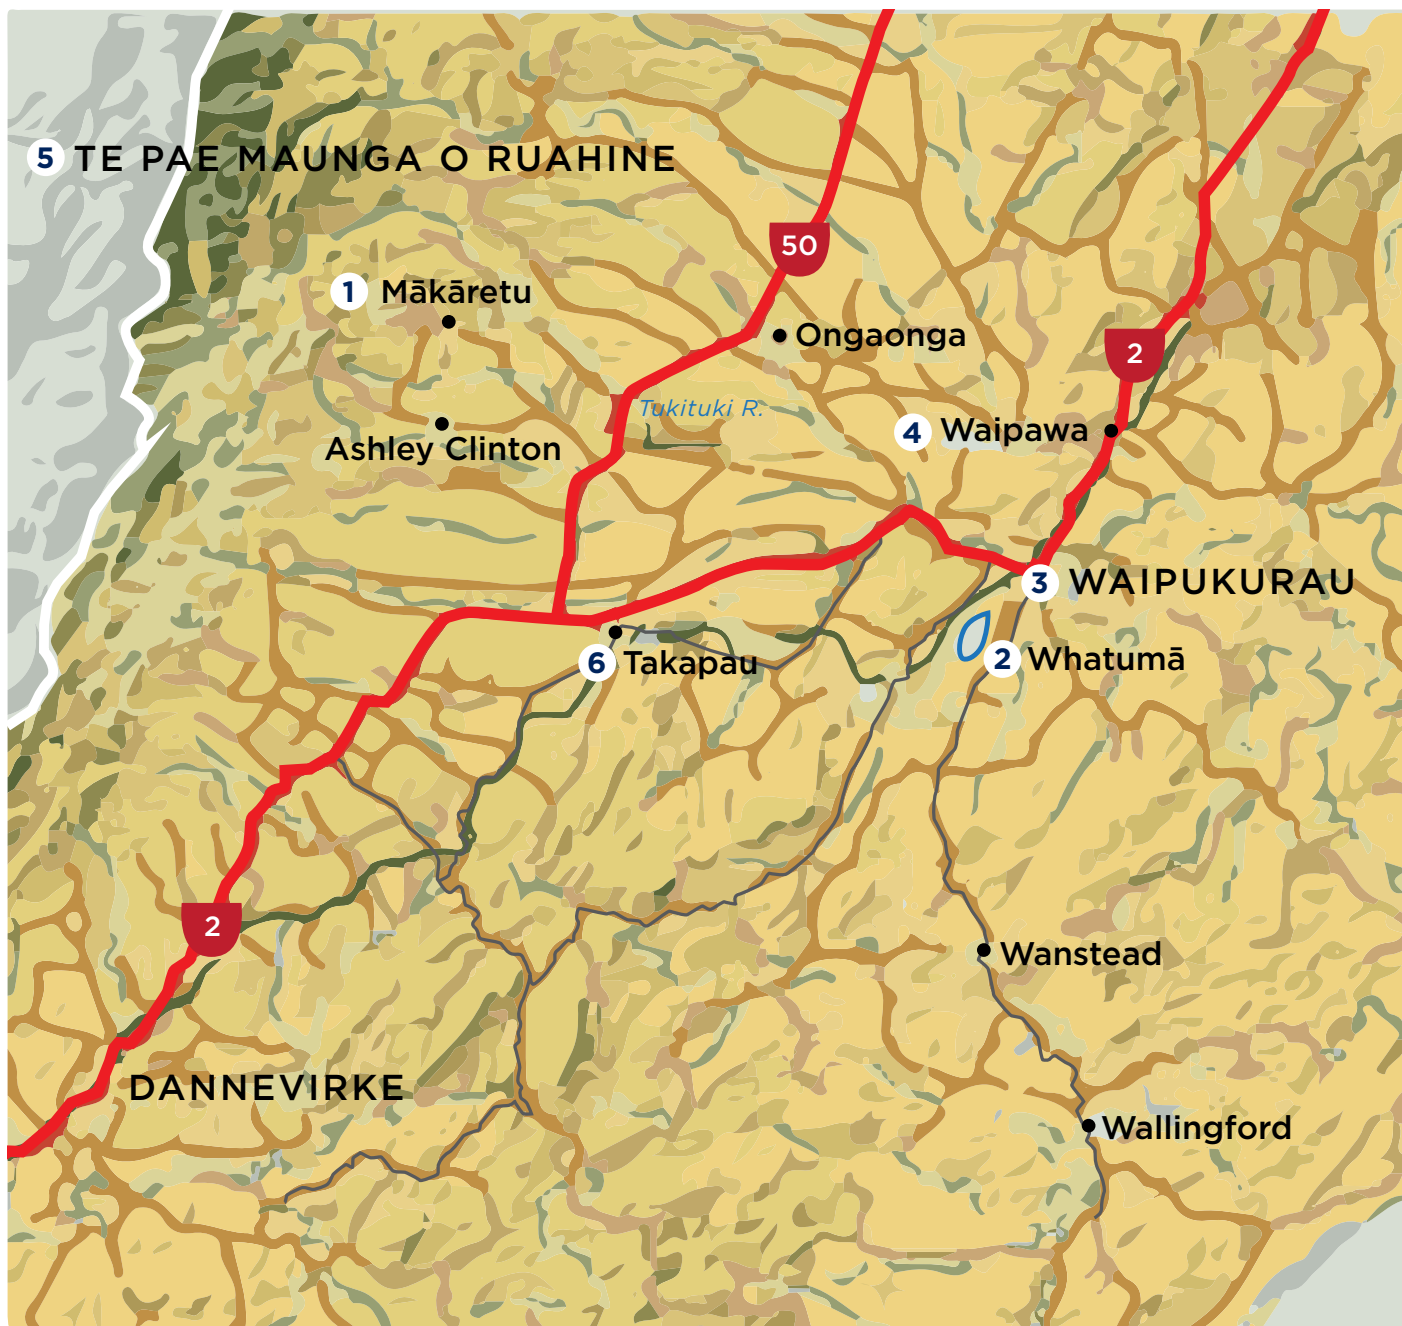 5 TE PAE MAUNGA O RUAHINE
50
1 Mākāretu
Ongaonga
2
Tukituki R.
4 Waipawa
Ashley Clinton
3 WAIPUKURAU
6 Takapau
2 Whatumā
2
Wanstead
DANNEVIRKE
Wallingford